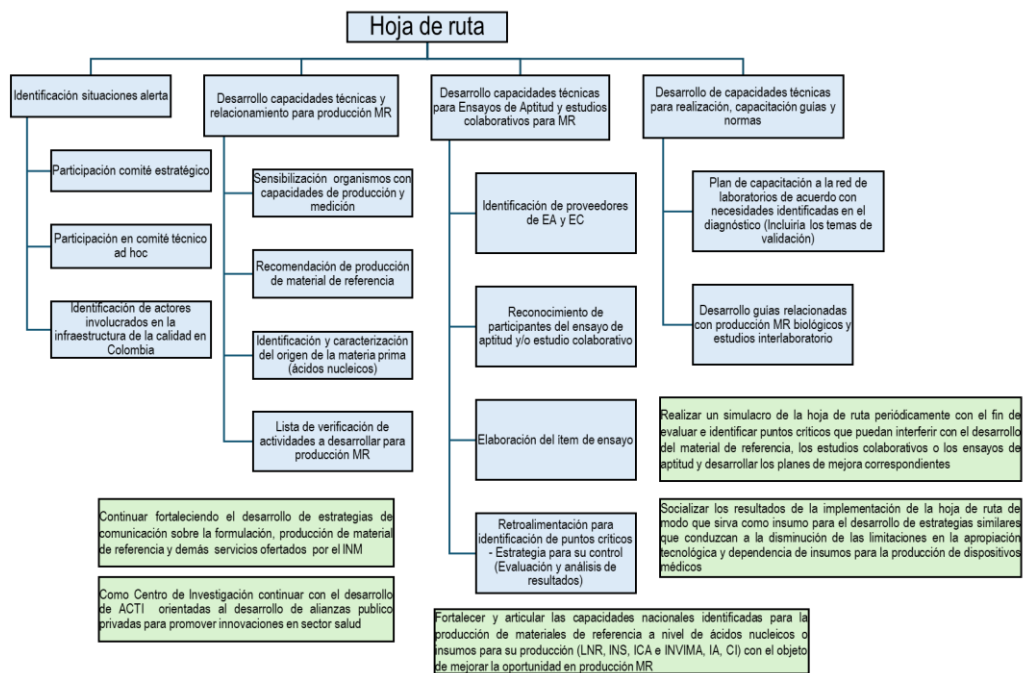 Hoja de ruta
Identificación situaciones alerta
Participación comité estratégico
Participación en comité técnico
ad hoc
Identificación de actores
involucrados en la
infraestructura de la calidad en
Colombia
Desarrollo capacidades técnicas y
relacionamiento para producción MR
Sensibilización organismos con
capacidades de producción y
medición
Recomendación de producción
de material de referencia
Identificación y caracterización
del origen de la materia prima
(ácidos nucleicos)
Lista de verificación de
actividades a desarrollar para
producción MR
Desarrollo capacidades técnicas
para Ensayos de Aptitud y estudios
colaborativos para MR
Identificación de proveedores
de EA y EC
Reconocimiento de
participantes del ensayo de
aptitud y/o estudio colaborativo
Elaboración del ítem de ensayo
Retroalimentación para
identificación de puntos críticos
- Estrategia para su control
(Evaluación y análisis de
resultados)
Desarrollo de capacidades técnicas
para realización, capacitación guías y
normas
Plan de capacitación a la red de
laboratorios de acuerdo con
necesidades identificadas en el
diagnóstico (Incluiría los temas de
validación)
Desarrollo guías relacionadas
con producción MR biológicos y
estudios interlaboratorio
Realizar un simulacro de la hoja de ruta periódicamente con el fin de
evaluar e identificar puntos críticos que puedan interferir con el desarrollo
del material de referencia, los estudios colaborativos o los ensayos de
aptitud y desarrollar los planes de mejora correspondientes
Socializar los resultados de la implementación de la hoja de ruta de
modo que sirva como insumo para el desarrollo de estrategias similares
que conduzcan a la disminución de las limitaciones en la apropiación
tecnológica y dependencia de insumos para la producción de dispositivos
médicos
Continuar fortaleciendo el desarrollo de estrategias de
comunicación sobre la formulación, producción de material
de referencia y demás servicios ofertados por el INM
Como Centro de Investigación continuar con el desarrollo
de ACTI orientadas al desarrollo de alianzas publico
privadas para promover innovaciones en sector salud
Fortalecer y articular las capacidades nacionales identificadas para la
producción de materiales de referencia a nivel de ácidos nucleicos o
insumos para su producción (LNR, INS, ICA e INVIMA, IA, CI) con el objeto
de mejorar la oportunidad en producción MR